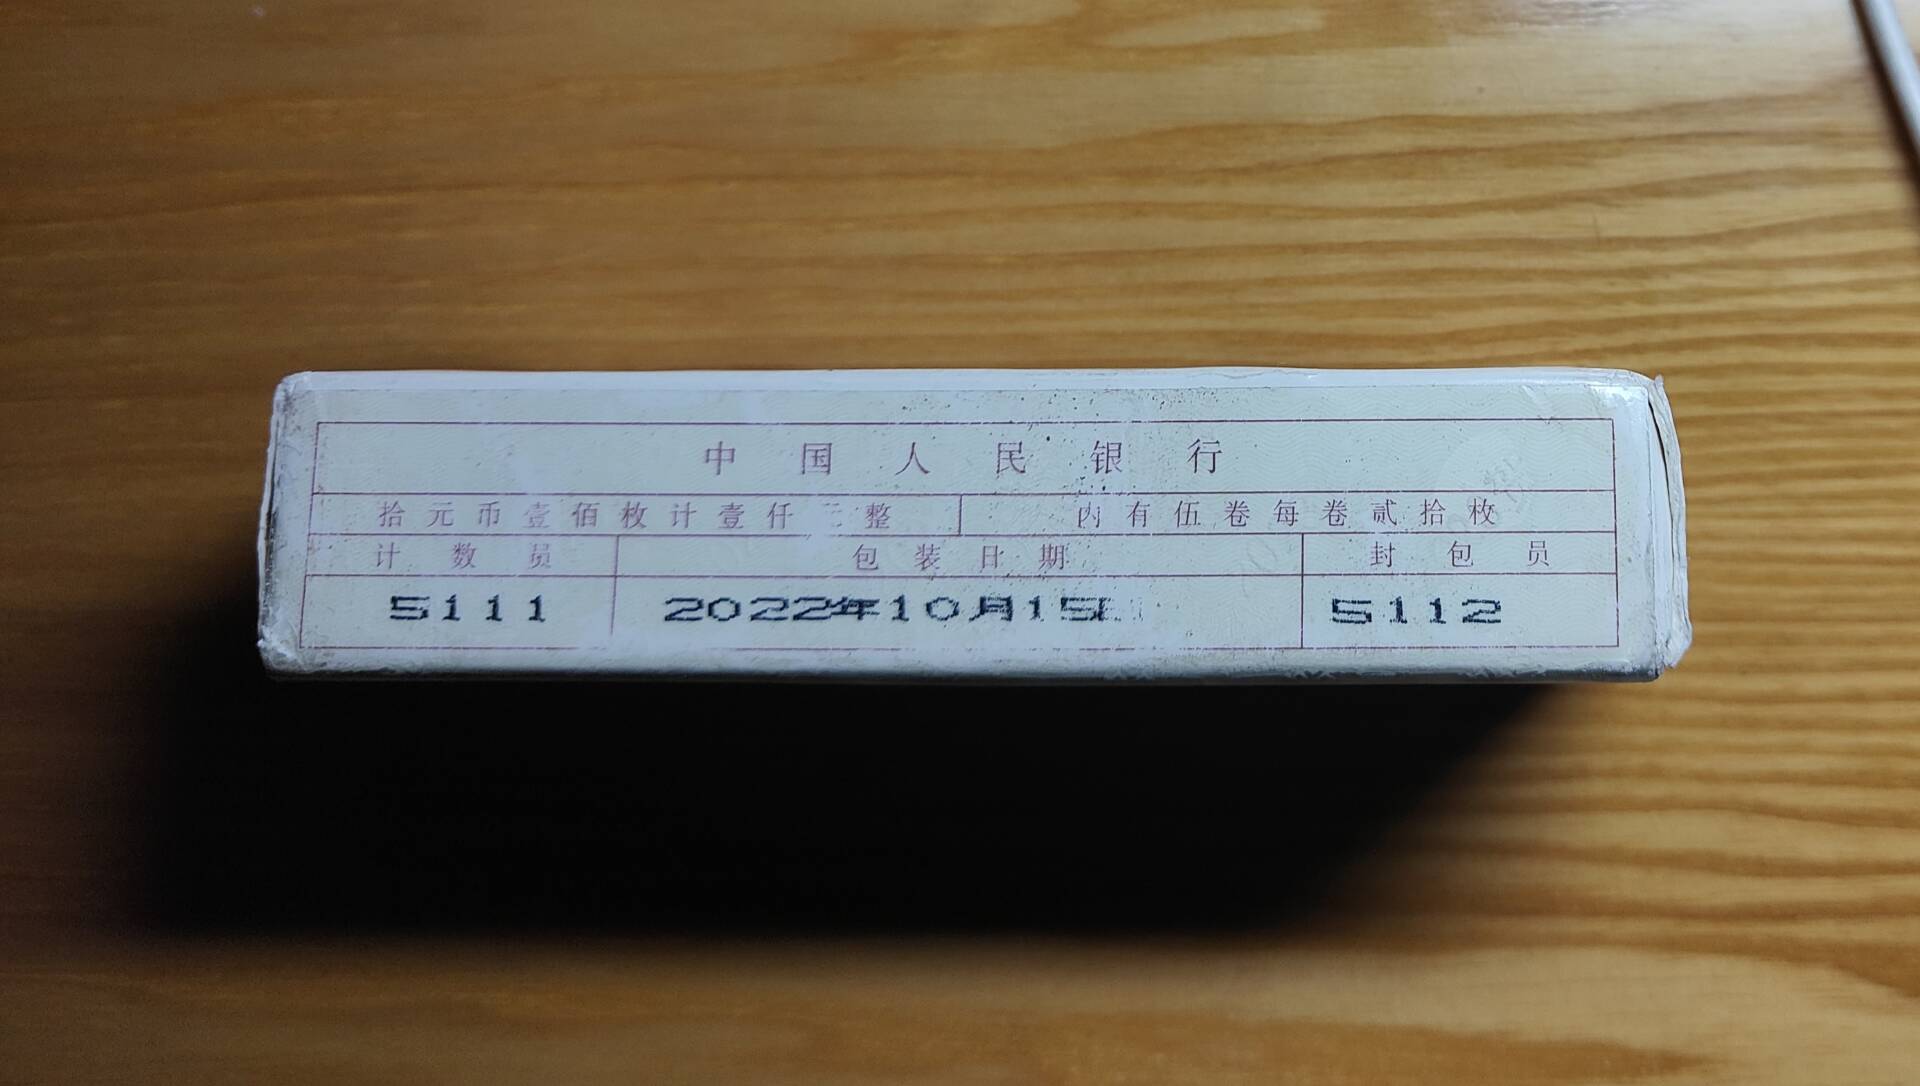 中国人民银行
拾元币壹佰枚计壹仟元整 内有伍卷每卷贰拾枚
计数员 包装日期 封包员
5111 2022年10月15 5112